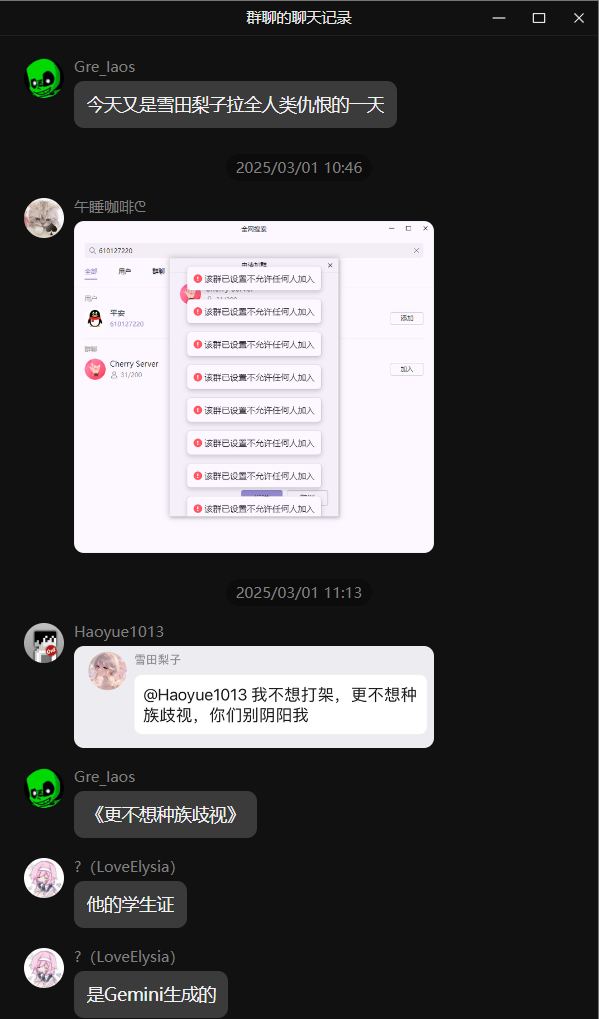 群聊的聊天记录
Gre_laos
今天又是雪田梨子拉全人类仇恨的一天
2025/03/01 10:46
午睡咖啡
全网搜索
610127220
全部
用户
群聊
申请加群
该群已设置不允许任何人加入
用户
该群已设置不允许任何人加入
平安
610127220
添加
该群已设置不允许任何人加入
群聊
Cherry Server
31/200
加入
该群已设置不允许任何人加入
该群已设置不允许任何人加入
该群已设置不允许任何人加入
该群已设置不允许任何人加入
该群已设置不允许任何人加入
2025/03/01 11:13
Haoyue1013
雪田梨子
@Haoyue1013 我不想打架，更不想种
族歧视，你们别阴阳我
Gre_laos
《更不想种族歧视》
?（LoveElysia）
他的学生证
?（LoveElysia）
是Gemini生成的